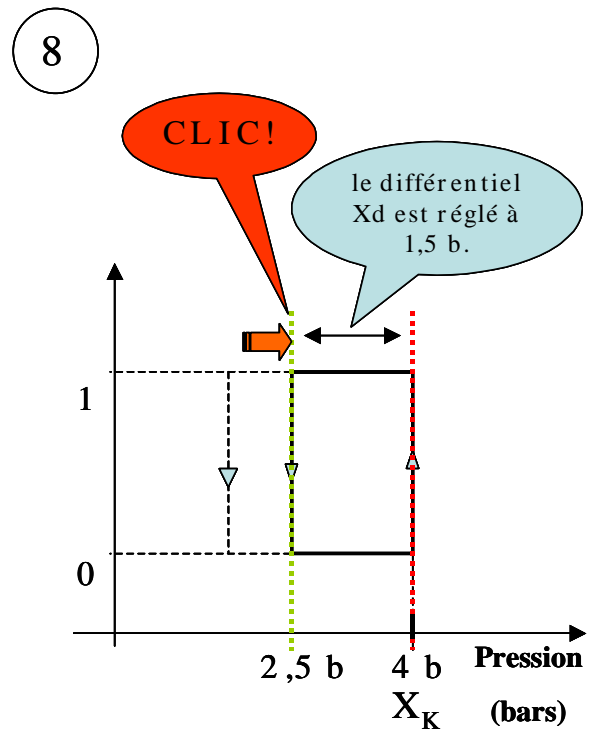 8
CLIC!
le différentiel
Xd est réglé à
1,5 b.
1
0
2,5 b
4 b
Pression
X_K
(bars)